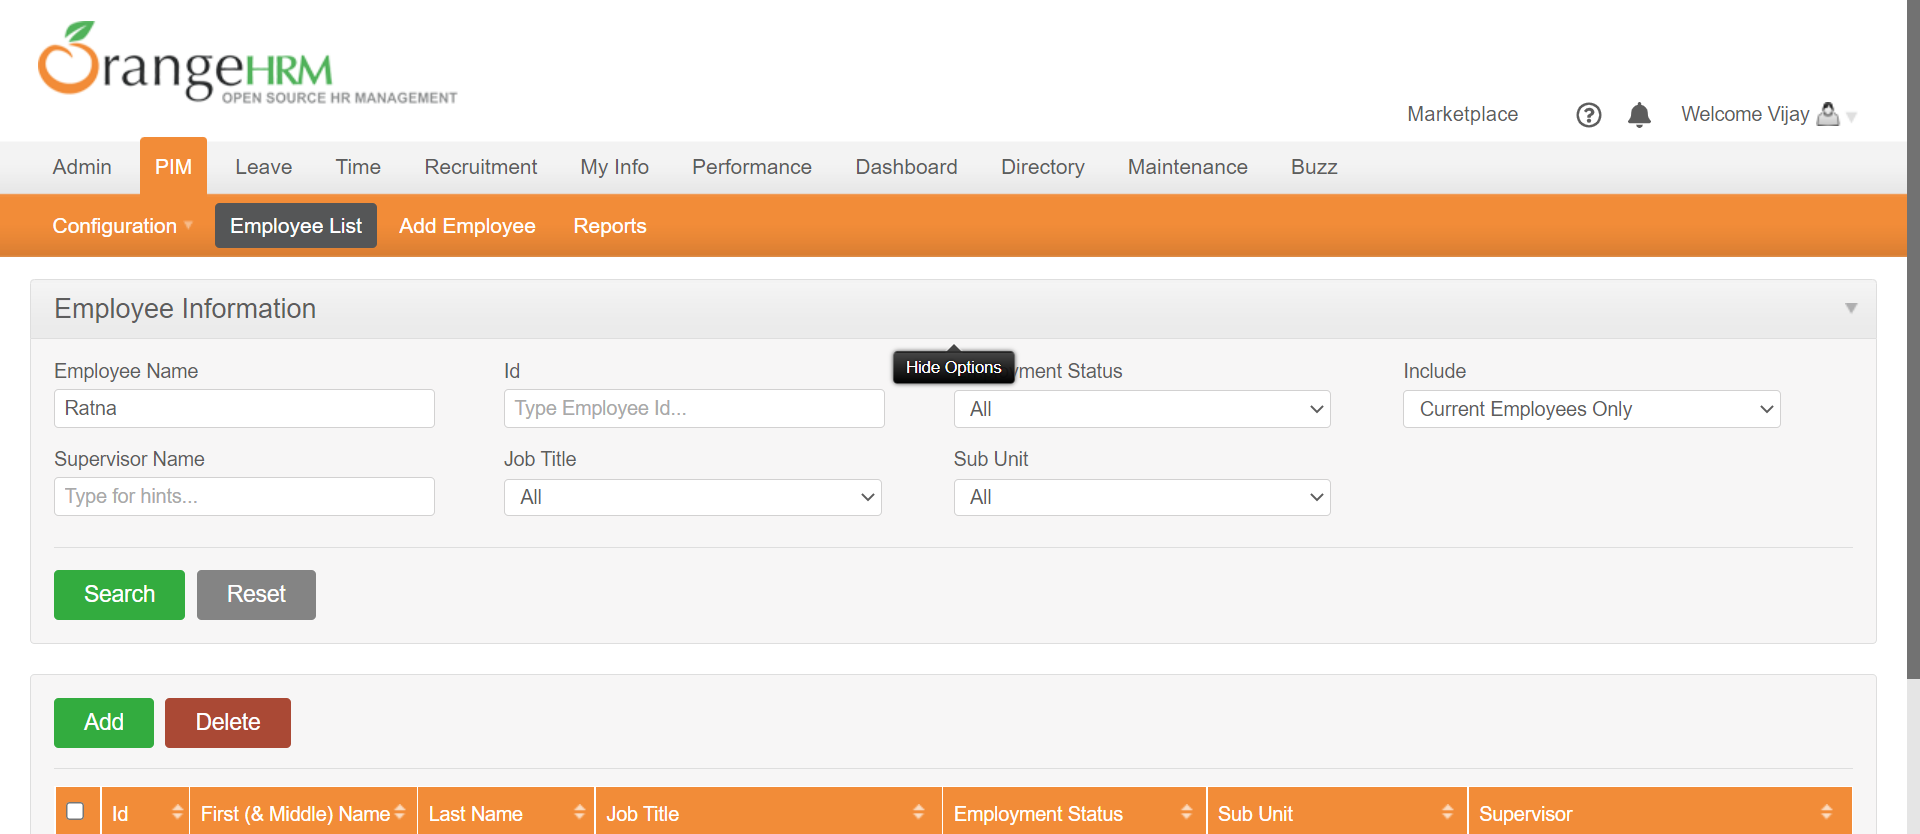 OrangeHRM
OPEN SOURCE HR MANAGEMENT
Marketplace
Welcome Vijay
Admin PIM Leave Time Recruitment My Info Performance Dashboard Directory Maintenance Buzz
Configuration Employee List Add Employee Reports
Employee Information
Hide Options
Employee Name Id yment Status Include
Ratna Type Employee Id... All Current Employees Only
Supervisor Name Job Title Sub Unit
Type for hints... All All
Search Reset
Add Delete
Id First (& Middle) Name Last Name Job Title Employment Status Sub Unit Supervisor